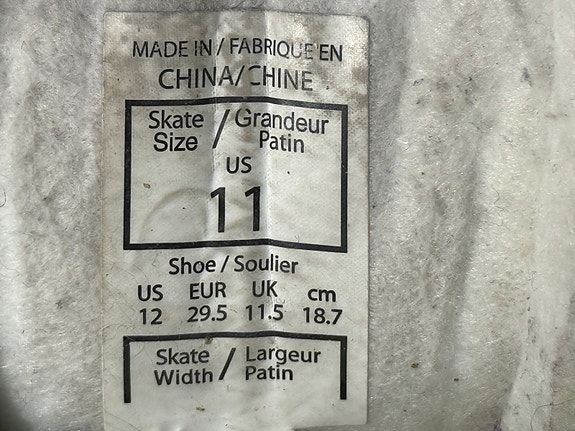 MADE IN / FABRIQUE EN
CHINA / CHINE
Skate / Grandeur
Size Patin
US
11
Shoe / Soulier
US EUR UK cm
12 29.5 11.5 18.7
Skate / Largeur
Width Patin